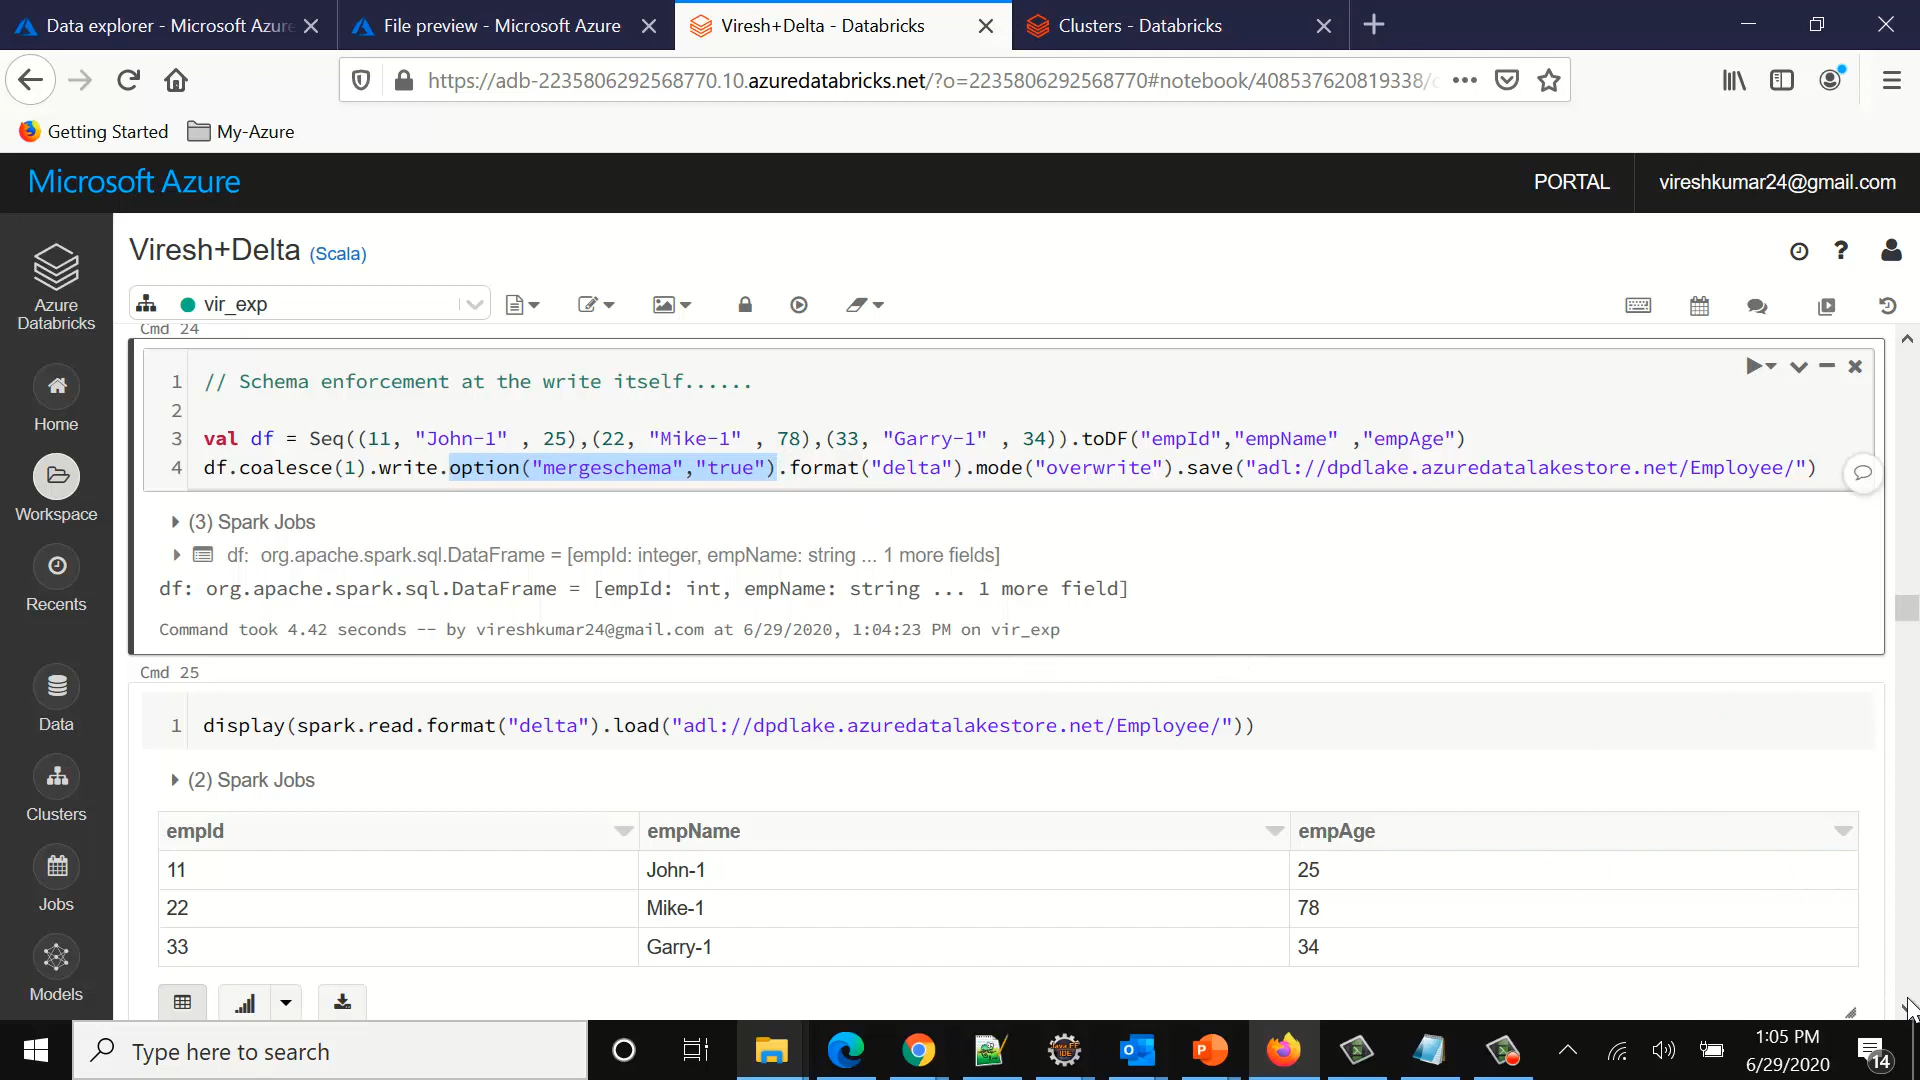 Data explorer - Microsoft Azure
File preview - Microsoft Azure
Viresh+Delta - Databricks
Clusters - Databricks
https://adb-2235806292568770.10.azuredatabricks.net/?o=2235806292568770#notebook/408537620819338/
Getting Started
My-Azure
Microsoft Azure
PORTAL
vireshkumar24@gmail.com
Azure Databricks
Home
Workspace
Recents
Data
Clusters
Jobs
Models
Viresh+Delta (Scala)
vir_exp
Cmd 24
1 // Schema enforcement at the write itself......
2
3 val df = Seq((11, "John-1" , 25),(22, "Mike-1" , 78),(33, "Garry-1" , 34)).toDF("empId","empName" ,"empAge")
4 df.coalesce(1).write.option("mergeschema","true").format("delta").mode("overwrite").save("adl://dpdlake.azuredatalakestore.net/Employee/")
(3) Spark Jobs
df: org.apache.spark.sql.DataFrame = [empId: integer, empName: string ... 1 more fields]
df: org.apache.spark.sql.DataFrame = [empId: int, empName: string ... 1 more field]
Command took 4.42 seconds -- by vireshkumar24@gmail.com at 6/29/2020, 1:04:23 PM on vir_exp
Cmd 25
1 display(spark.read.format("delta").load("adl://dpdlake.azuredatalakestore.net/Employee/"))
(2) Spark Jobs
empId empName empAge
11 John-1 25
22 Mike-1 78
33 Garry-1 34
Type here to search
1:05 PM
6/29/2020
14